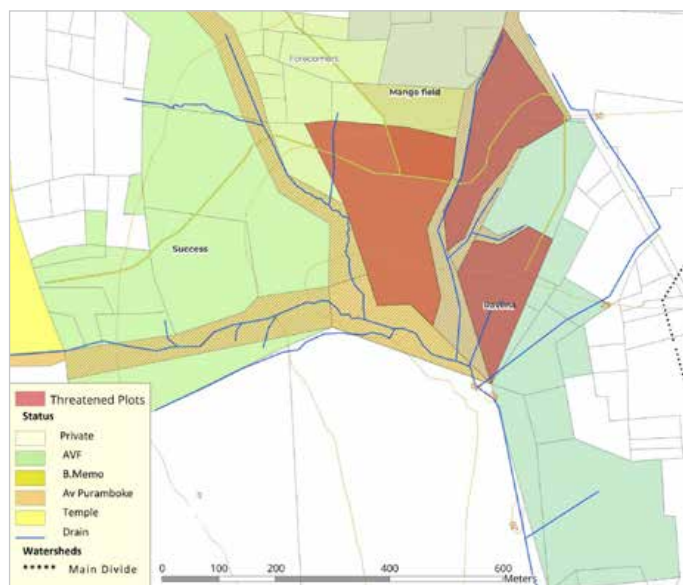 Forecomers
Mango field
Success
Ravena
Threatened Plots
Status
Private
AVF
B.Memo
Av Puramboke
Temple
Drain
Watersheds
Main Divide
0 200 400 600
Meters